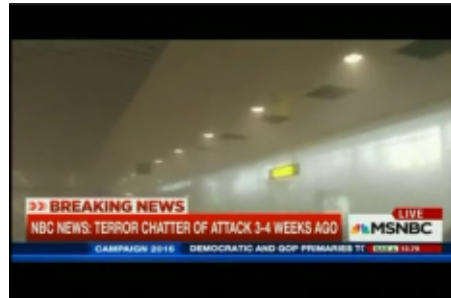 BREAKING NEWS
LIVE
NBC NEWS: TERROR CHATTER OF ATTACK 3-4 WEEKS AGO
MSNBC
CAMPAIGN 2016 DEMOCRATIC AND GOP PRIMARIES